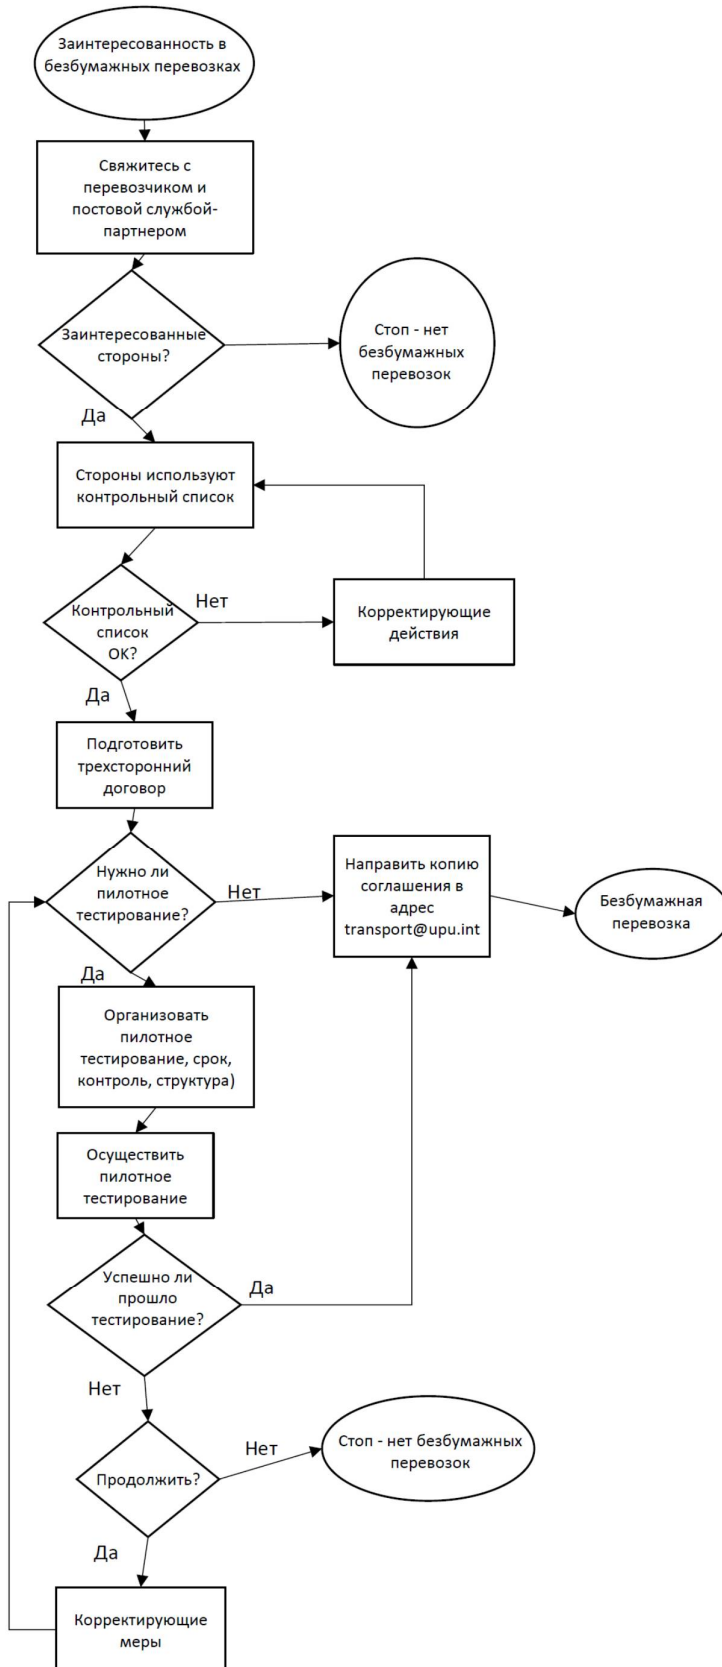 Заинтересованность в
безбумажных перевозках
Свяжитесь с
перевозчиком и
постовой службой-
партнером
Заинтересованные
стороны?
Стоп - нет
безбумажных
перевозок
Да
Стороны используют
контрольный список
Контрольный
список
ОК?
Нет
Корректирующие
действия
Да
Подготовить
трехсторонний
договор
Нужно ли
пилотное
тестирование?
Нет
Направить копию
соглашения в
адрес
transport@upu.int
Безбумажная
перевозка
Да
Организовать
пилотное
тестирование, срок,
контроль, структура)
Осуществить
пилотное
тестирование
Успешно ли
прошло
тестирование?
Да
Нет
Продолжить?
Нет
Стоп - нет безбумажных
перевозок
Да
Корректирующие
меры